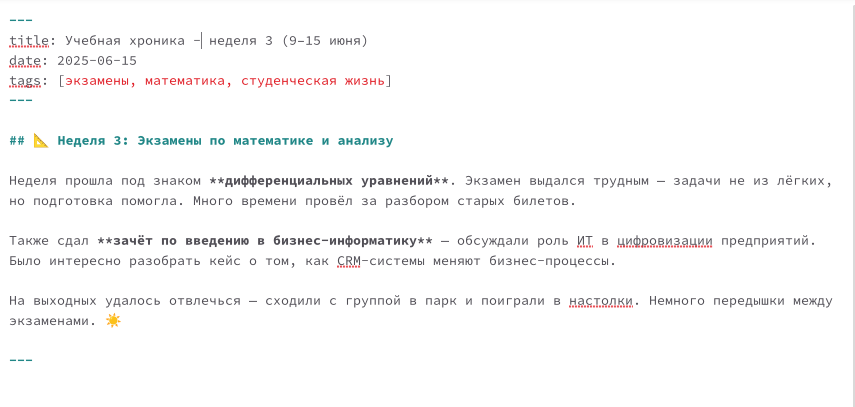 ---
title: Учебная хроника - неделя 3 (9–15 июня)
date: 2025-06-15
tags: [экзамены, математика, студенческая жизнь]
---
## 📐 Неделя 3: Экзамены по математике и анализу
Неделя прошла под знаком **дифференциальных уравнений**. Экзамен выдался трудным — задачи не из лёгких,
но подготовка помогла. Много времени провёл за разбором старых билетов.
Также сдал **зачёт по введению в бизнес-информатику** — обсуждали роль ИТ в цифровизации предприятий.
Было интересно разобрать кейс о том, как CRM-системы меняют бизнес-процессы.
На выходных удалось отвлечься — сходили с группой в парк и поиграли в настолки. Немного передышки между
экзаменами. ☀️
---